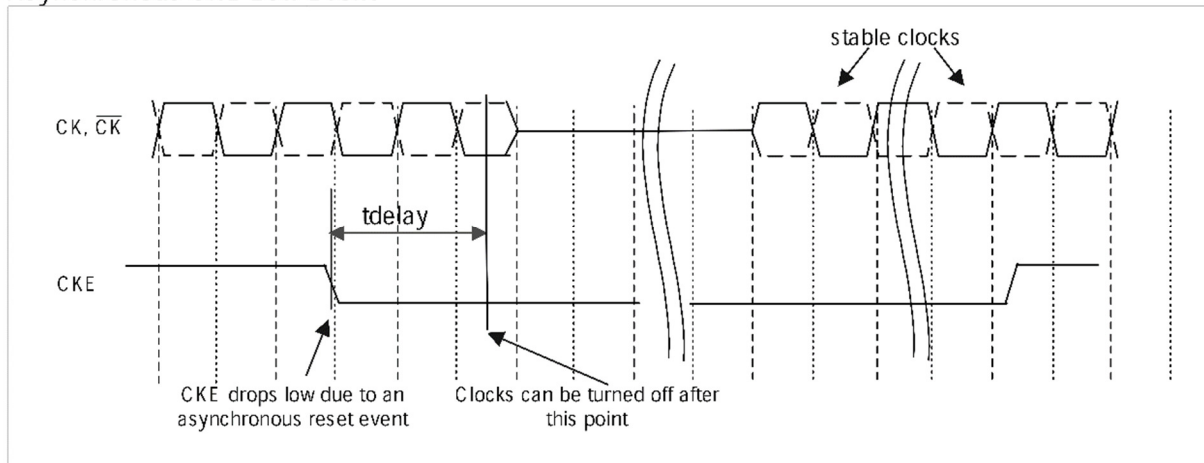 stable clocks
CK, C̅K̅
tdelay
CKE
CKE drops low due to an
asynchronous reset event
Clocks can be turned off after
this point